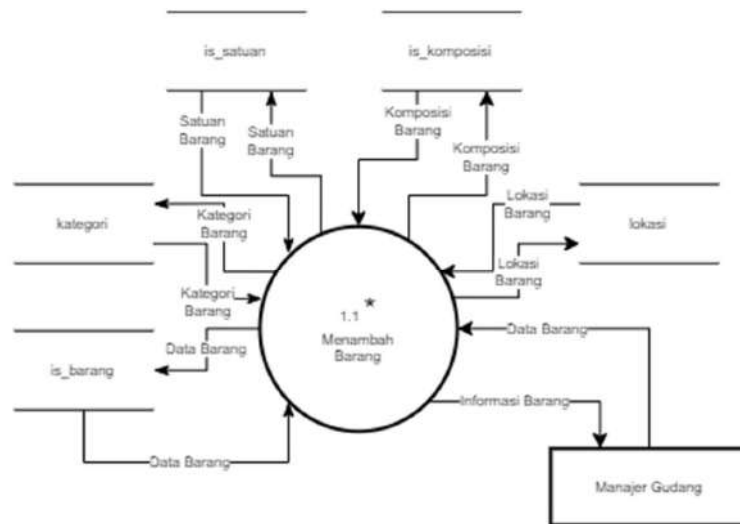 is_satuan
is_komposisi
Satuan
Barang
Satuan
Barang
Komposisi
Barang
Komposisi
Barang
kategori
Kategori
Barang
Lokasi
Barang
lokasi
Kategori
Barang
Lokasi
Barang
1.1 *
Menambah
Barang
is_barang
Data Barang
Data Barang
Informasi Barang
Data Barang
Manajer Gudang